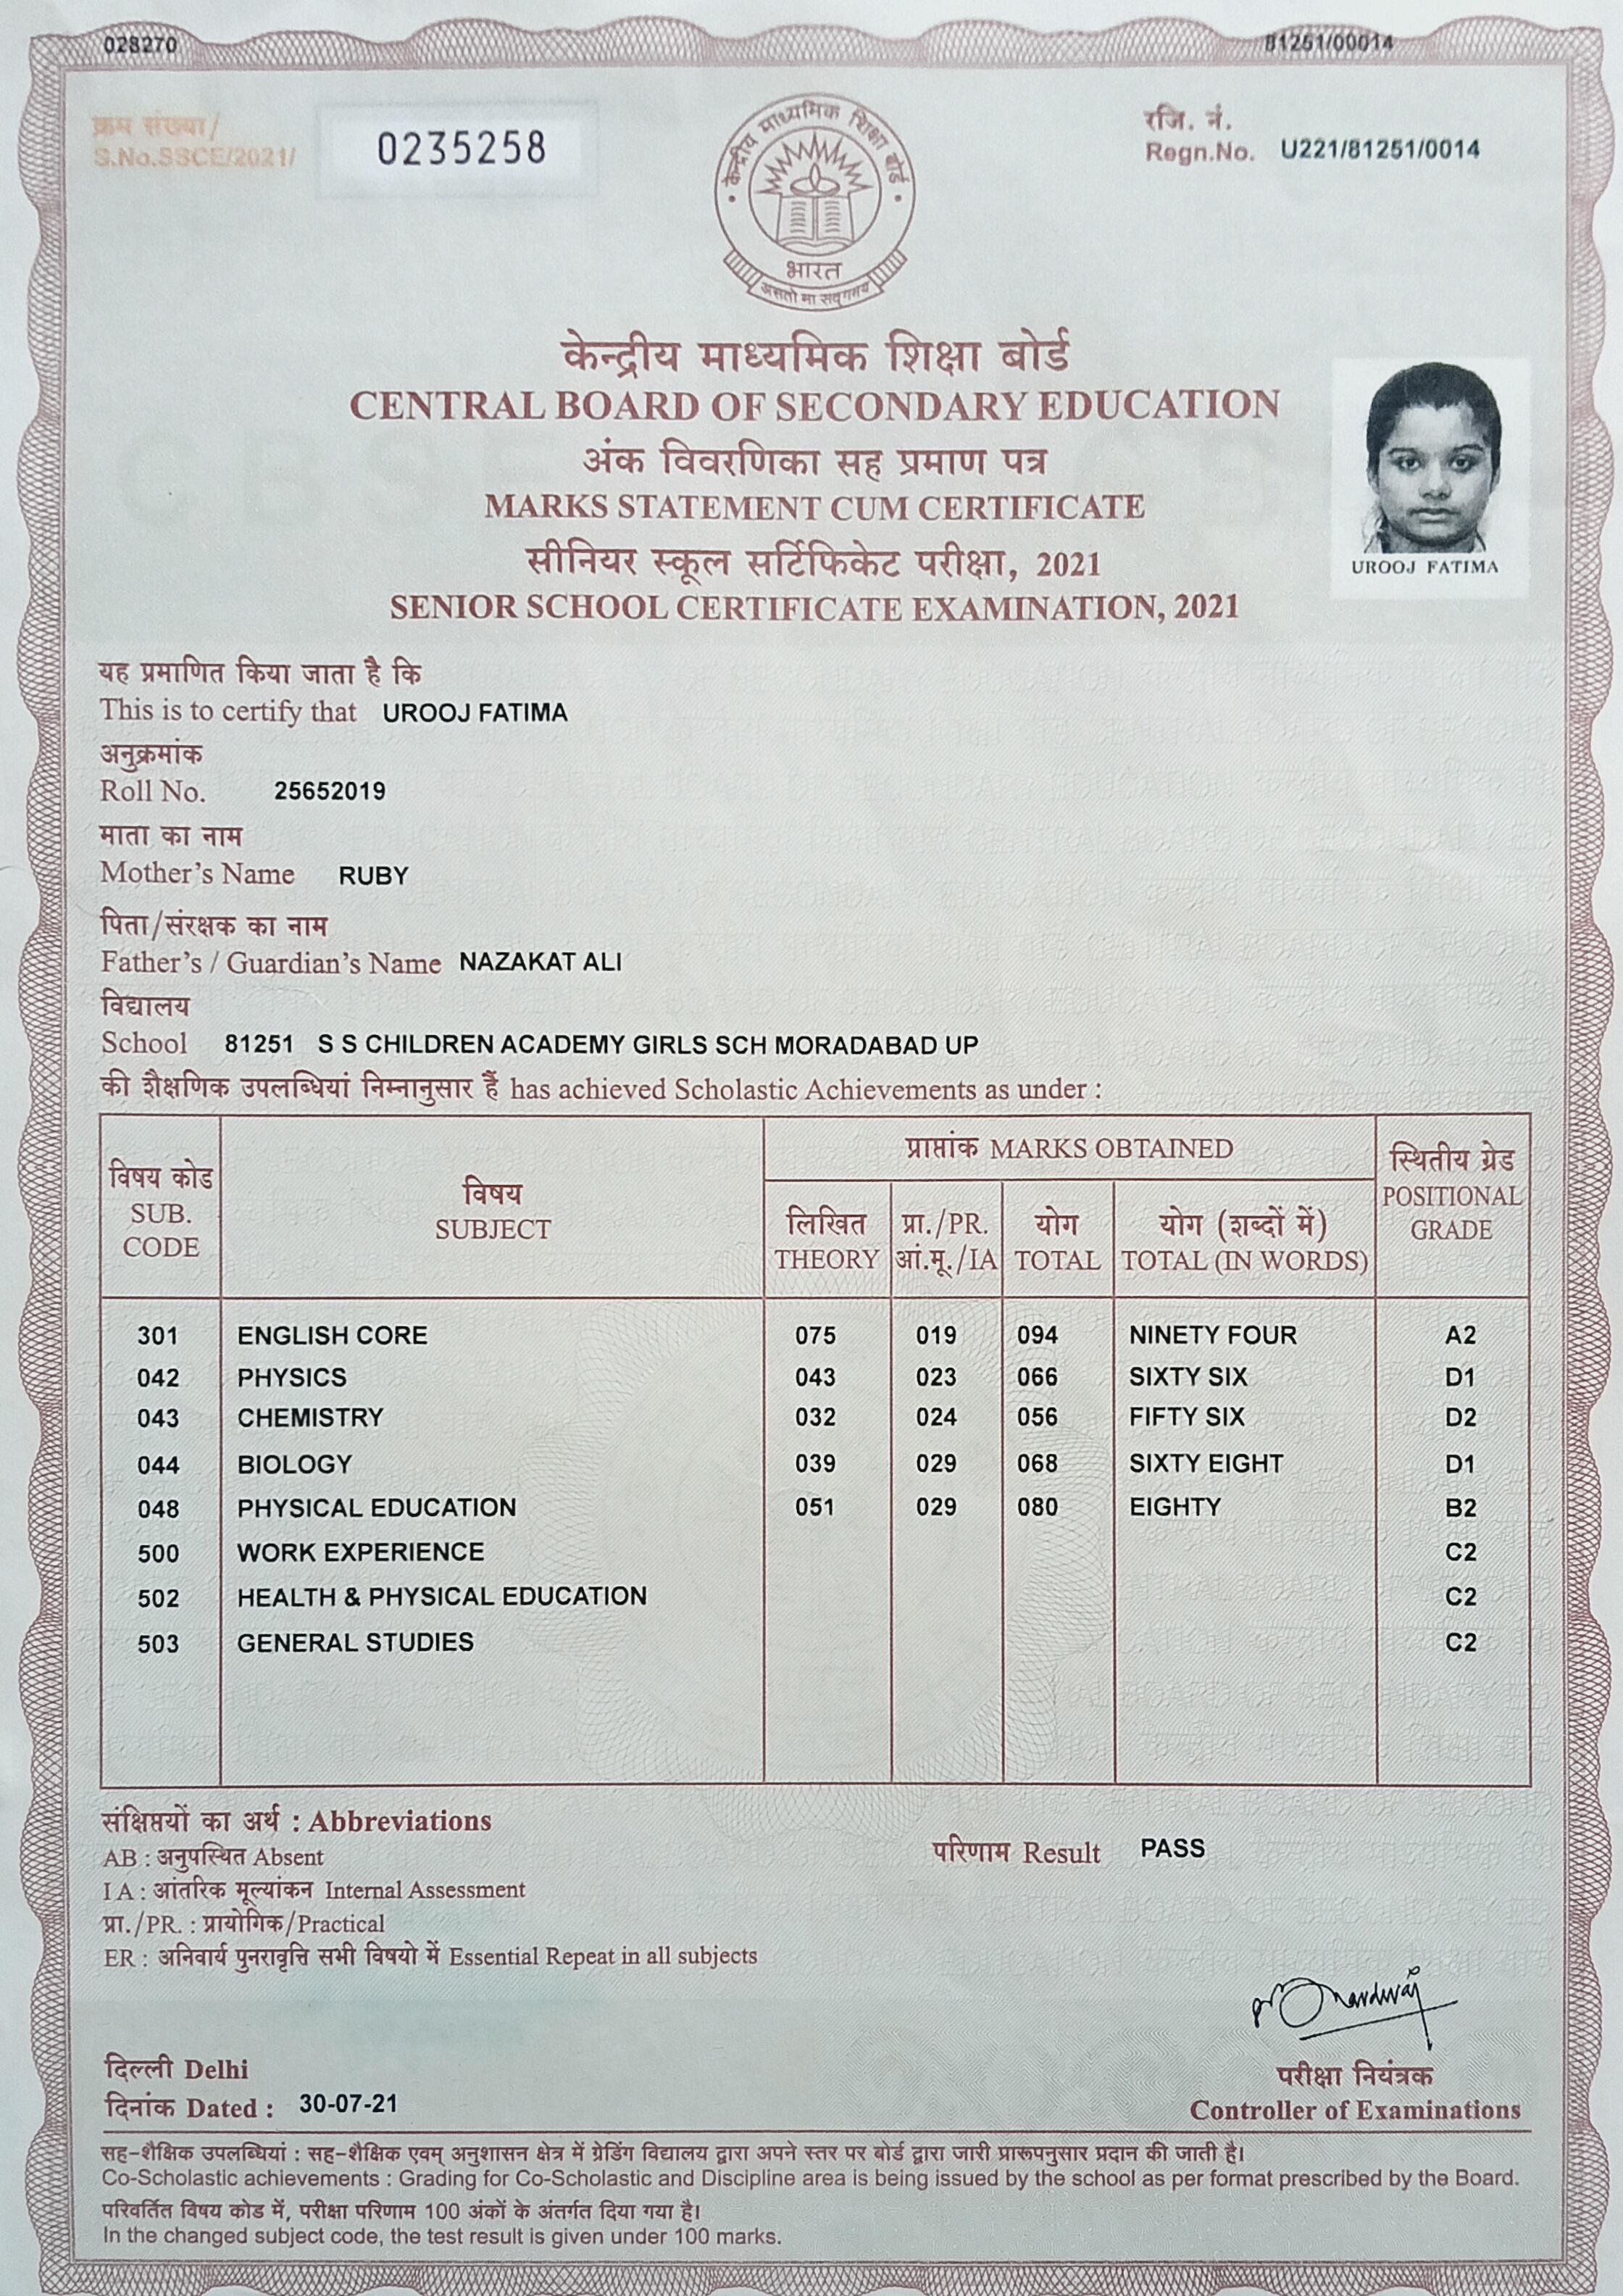 028270
81251/00014
क्रम संख्या/
S.No.SSCE/2021/ 0235258
रजि. नं.
Regn.No. U221/81251/0014
केन्द्रीय माध्यमिक शिक्षा बोर्ड
भारत
असतो मा सद्गमय
केन्द्रीय माध्यमिक शिक्षा बोर्ड
CENTRAL BOARD OF SECONDARY EDUCATION
अंक विवरणिका सह प्रमाण पत्र
MARKS STATEMENT CUM CERTIFICATE
सीनियर स्कूल सर्टिफिकेट परीक्षा, 2021
SENIOR SCHOOL CERTIFICATE EXAMINATION, 2021
UROOJ FATIMA
यह प्रमाणित किया जाता है कि
This is to certify that UROOJ FATIMA
अनुक्रमांक
Roll No. 25652019
माता का नाम
Mother's Name RUBY
पिता/संरक्षक का नाम
Father's / Guardian's Name NAZAKAT ALI
विद्यालय
School 81251 S S CHILDREN ACADEMY GIRLS SCH MORADABAD UP
की शैक्षणिक उपलब्धियां निम्नानुसार हैं has achieved Scholastic Achievements as under :
विषय कोड SUB. CODE
विषय SUBJECT
प्राप्तांक MARKS OBTAINED
लिखित THEORY
प्रा./PR. आं.मू./IA
योग TOTAL
योग (शब्दों में) TOTAL (IN WORDS)
स्थितीय ग्रेड POSITIONAL GRADE
301 ENGLISH CORE 075 019 094 NINETY FOUR A2
042 PHYSICS 043 023 066 SIXTY SIX D1
043 CHEMISTRY 032 024 056 FIFTY SIX D2
044 BIOLOGY 039 029 068 SIXTY EIGHT D1
048 PHYSICAL EDUCATION 051 029 080 EIGHTY B2
500 WORK EXPERIENCE C2
502 HEALTH & PHYSICAL EDUCATION C2
503 GENERAL STUDIES C2
संक्षिप्तयों का अर्थ : Abbreviations
AB : अनुपस्थित Absent
परिणाम Result PASS
I A : आंतरिक मूल्यांकन Internal Assessment
प्रा./PR. : प्रायोगिक/Practical
ER : अनिवार्य पुनरावृत्ति सभी विषयो में Essential Repeat in all subjects
दिल्ली Delhi
दिनांक Dated : 30-07-21
परीक्षा नियंत्रक
Controller of Examinations
सह-शैक्षिक उपलब्धियां : सह-शैक्षिक एवम् अनुशासन क्षेत्र में ग्रेडिंग विद्यालय द्वारा अपने स्तर पर बोर्ड द्वारा जारी प्रारूपनुसार प्रदान की जाती है।
Co-Scholastic achievements : Grading for Co-Scholastic and Discipline area is being issued by the school as per format prescribed by the Board.
परिवर्तित विषय कोड में, परीक्षा परिणाम 100 अंकों के अंतर्गत दिया गया है।
In the changed subject code, the test result is given under 100 marks.